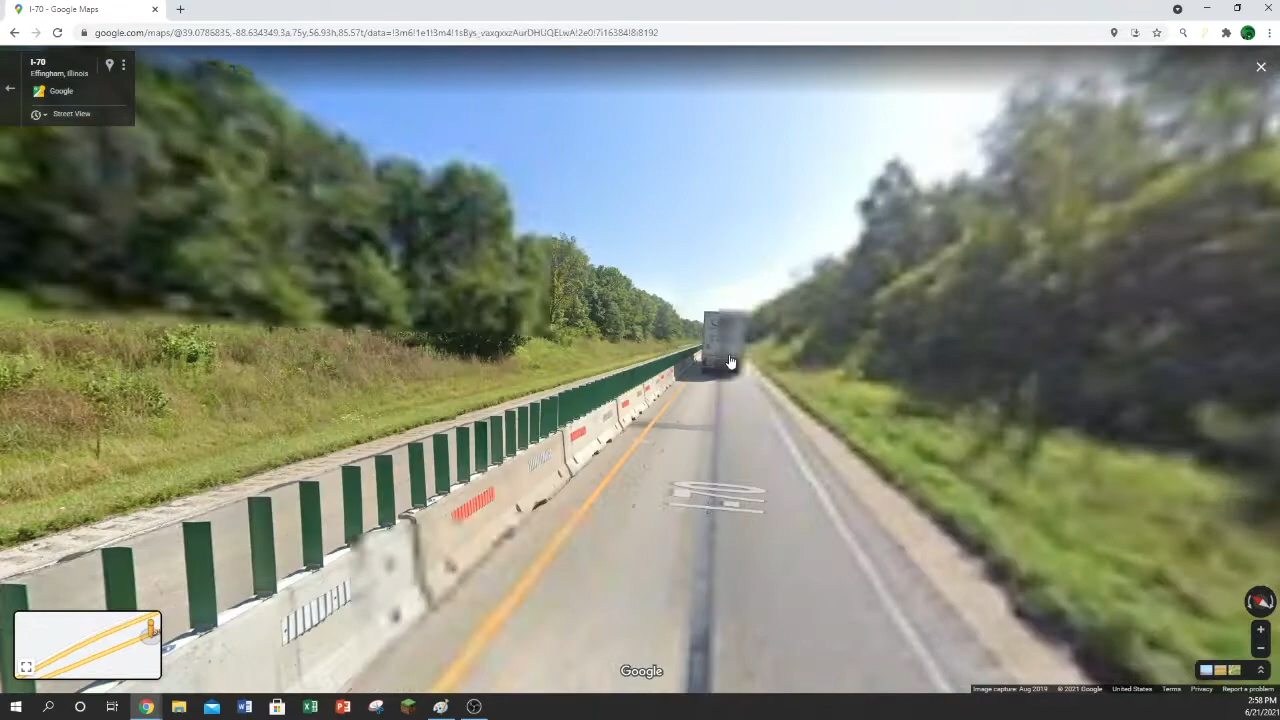 I-70 - Google Maps
google.com/maps/@39.0785835,-88.634349,3a,75y,56.93h,85.57t/data=!3m6!1e1!3m4!1sBys_vaxgxxzAurDHUQELwA!2e0!7i16384!8i8192
I-70
Effingham, Illinois
Google
Street View
I-70
Google
Image capture: Aug 2019 © 2021 Google United States Terms Privacy Report a problem
2:58 PM
6/21/2021